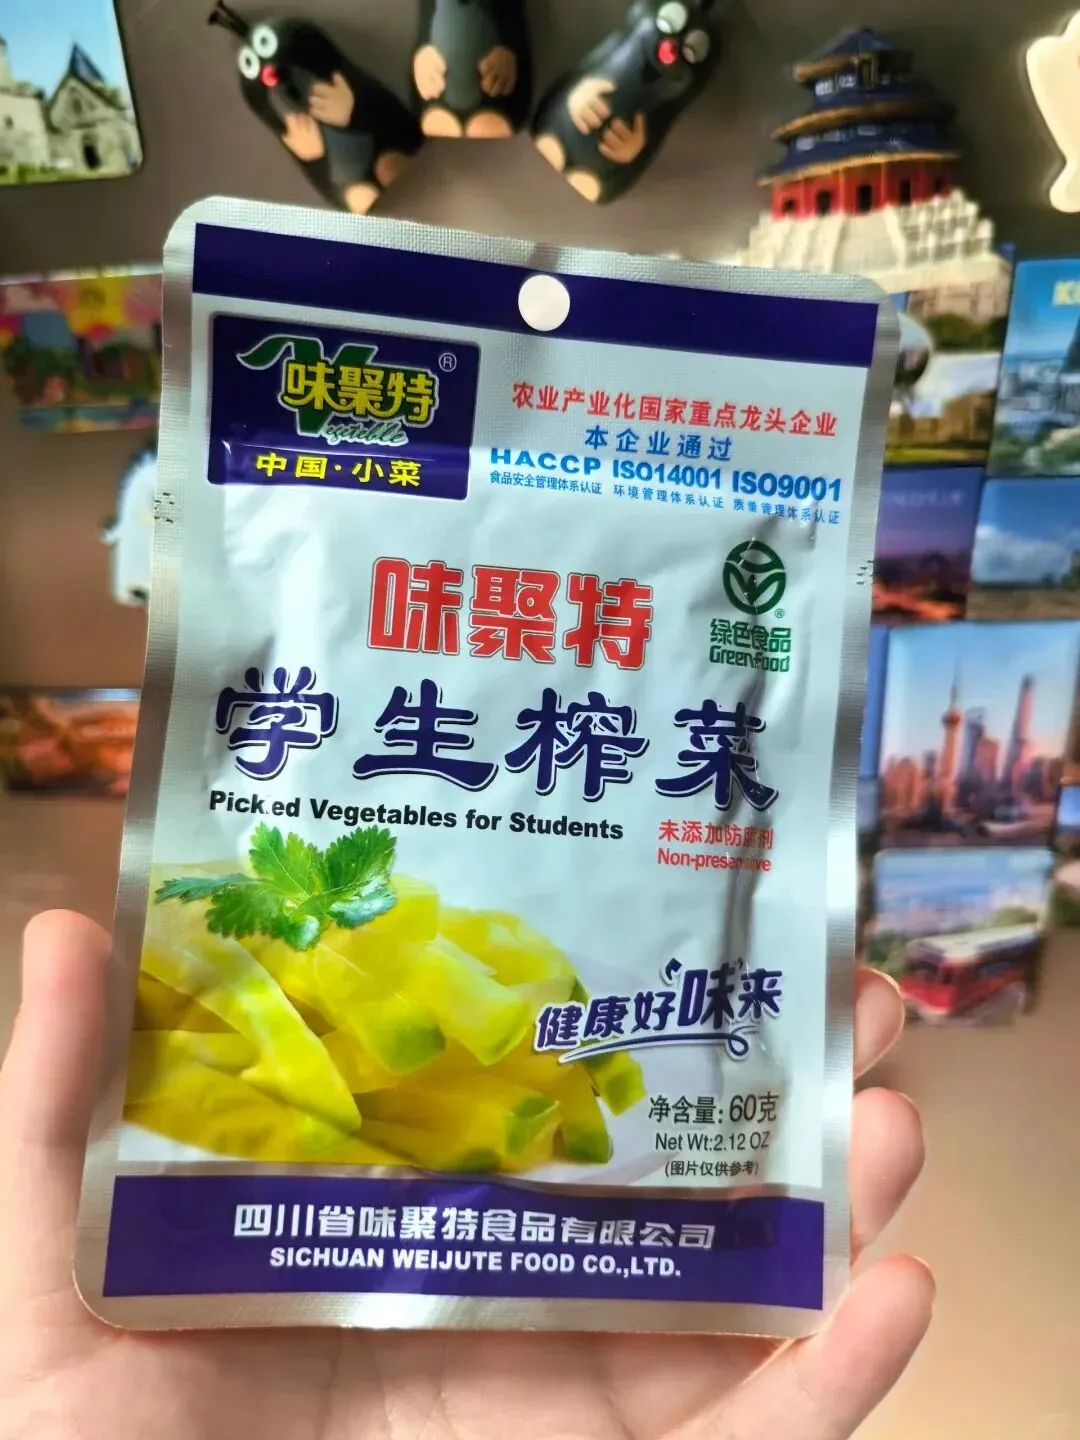 味聚特®
Vegetable
中国·小菜
农业产业化国家重点龙头企业
本企业通过
HACCP ISO14001 ISO9001
食品安全管理体系认证 环境管理体系认证 质量管理体系认证
味聚特
®
绿色食品
GreenFood
学生榨菜
Pickled Vegetables for Students
未添加防腐剂
Non-preservative
健康好'味'来
净含量:60克
Net Wt:2.12 OZ
(图片仅供参考)
四川省味聚特食品有限公司
SICHUAN WEIJUTE FOOD CO.,LTD.